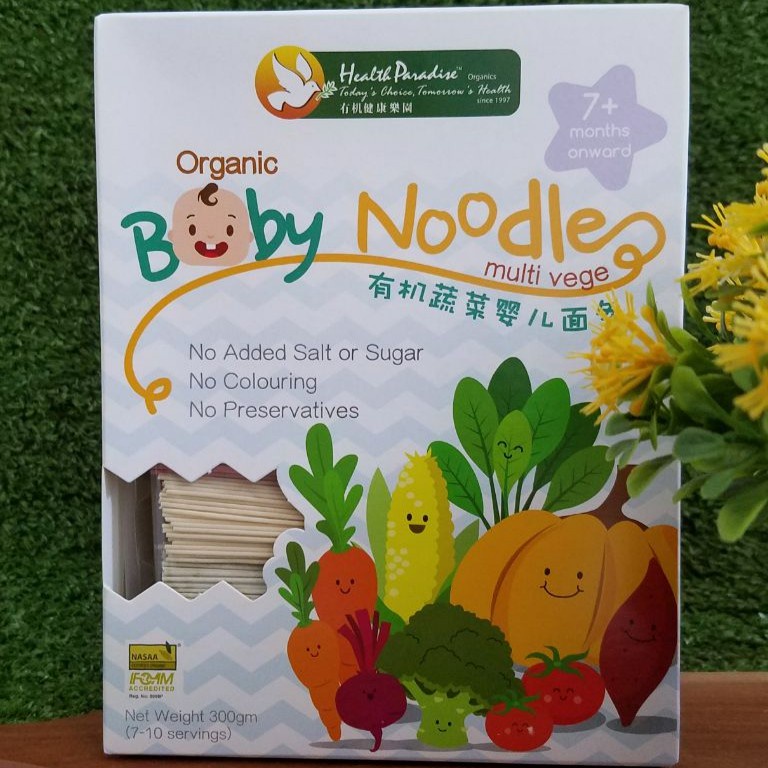 Health Paradise™ Organics
Today's Choice, Tomorrow's Health
since 1997
有机健康樂園
7+
months
onward
Organic
Baby Noodle
multi vege
有机蔬菜婴儿面
No Added Salt or Sugar
No Colouring
No Preservatives
NASAA
IFOAM
ACCREDITED
Net Weight 300gm
(7-10 servings)